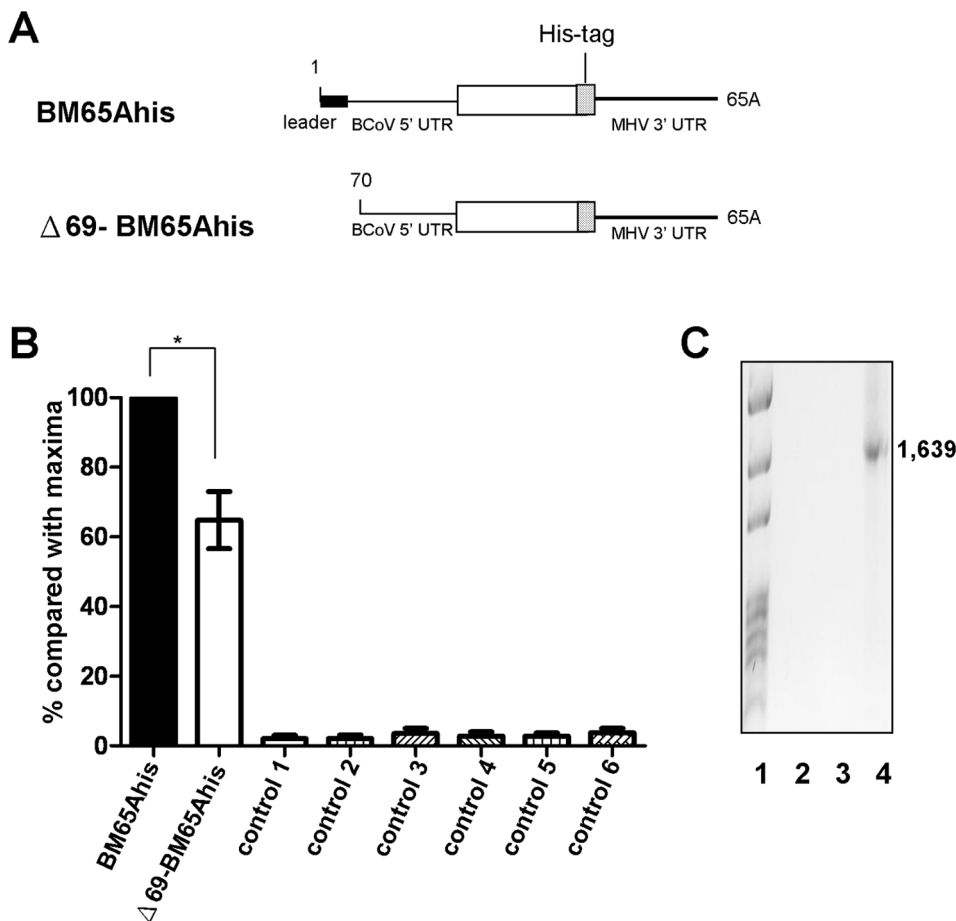 A
His-tag
1
BM65Ahis
leader
BCoV 5' UTR
MHV 3' UTR
65A
70
Δ 69- BM65Ahis
BCoV 5' UTR
MHV 3' UTR
65A
B
*
% compared with maxima
100
80
60
40
20
0
BM65Ahis
Δ 69-BM65Ahis
control 1
control 2
control 3
control 4
control 5
control 6
C
1,639
1 2 3 4